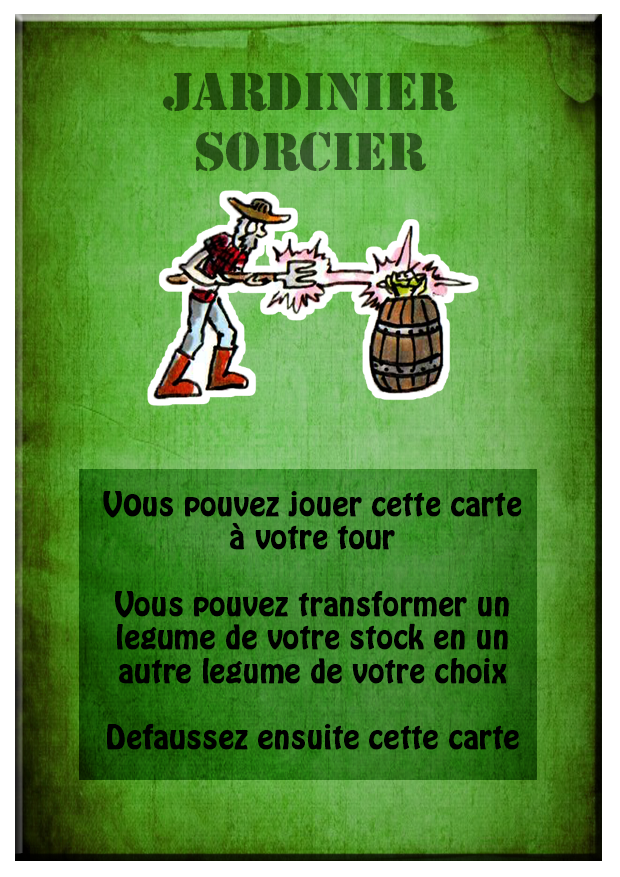 JARDINIER
SORCIER
Vous pouvez jouer cette carte
à votre tour
Vous pouvez transformer un
legume de votre stock en un
autre legume de votre choix
Defaussez ensuite cette carte